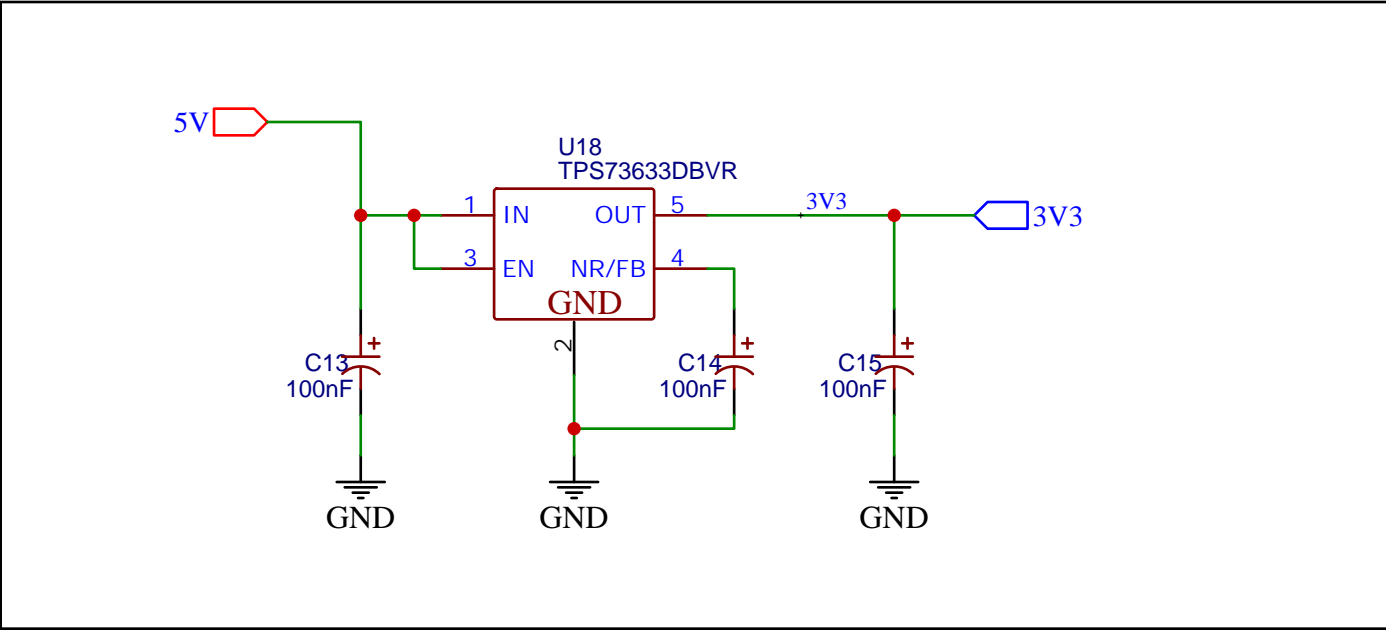 5V
U18
TPS73633DBVR
1
IN
OUT
5
3V3
3V3
3
EN
NR/FB
4
GND
2
+
C13
100nF
+
C14
100nF
+
C15
100nF
GND
GND
GND